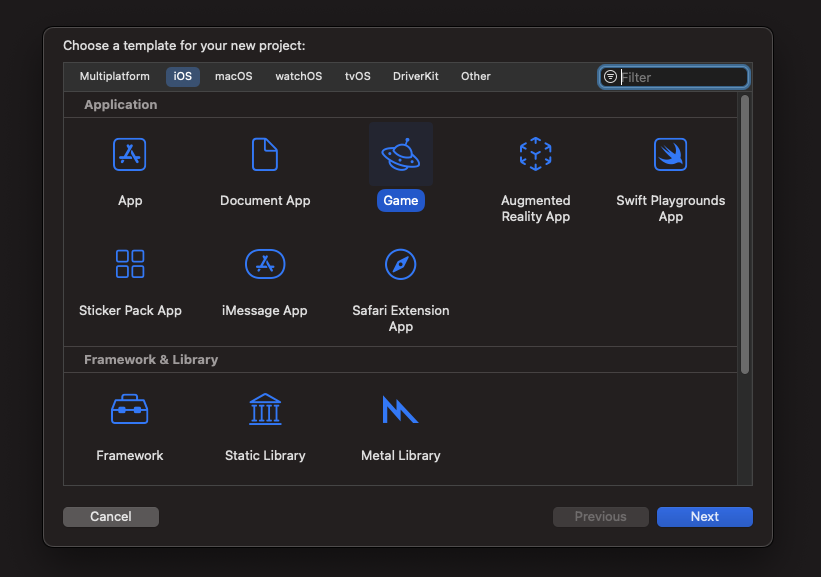 Choose a template for your new project:
Multiplatform iOS macOS watchOS tvOS DriverKit Other Filter
Application
App Document App Game Augmented Reality App Swift Playgrounds App
Sticker Pack App iMessage App Safari Extension App
Framework & Library
Framework Static Library Metal Library
Cancel Previous Next